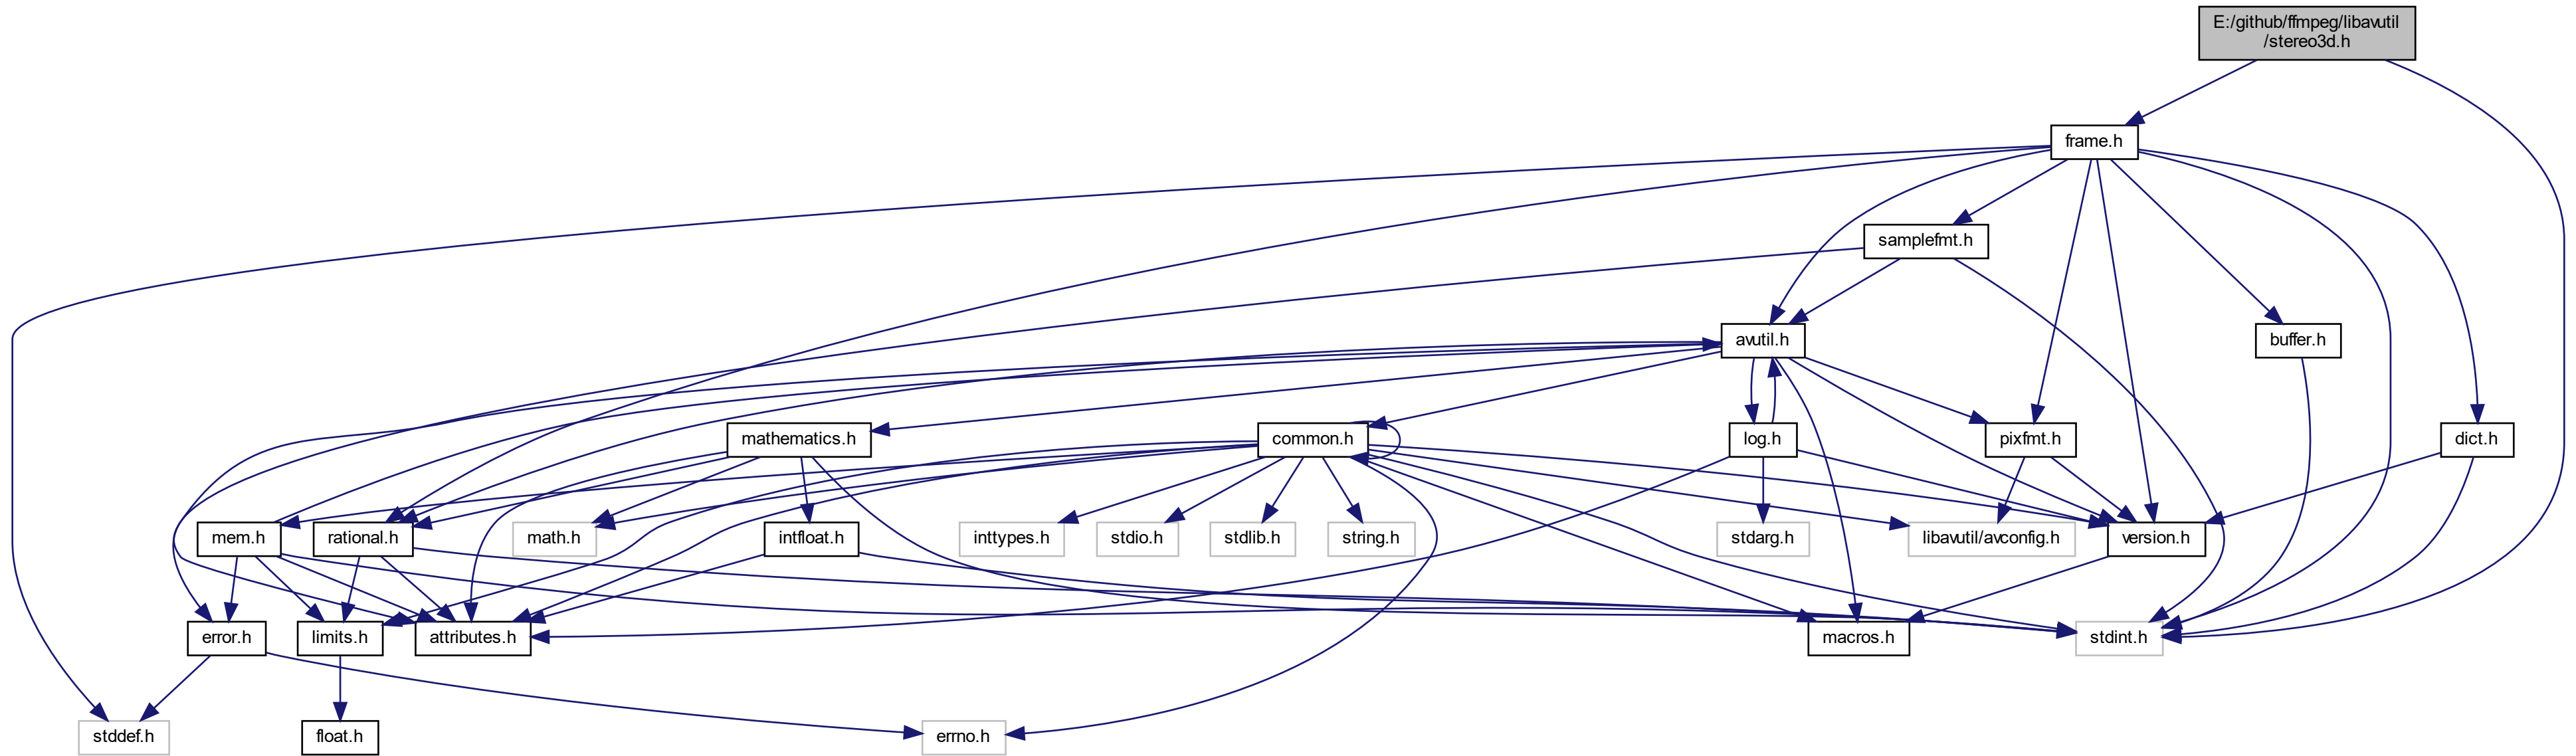 E:/github/ffmpeg/libavutil
/stereo3d.h
frame.h
samplefmt.h
avutil.h
buffer.h
mathematics.h
common.h
log.h
pixfmt.h
dict.h
mem.h
rational.h
math.h
intfloat.h
inttypes.h
stdio.h
stdlib.h
string.h
stdarg.h
libavutil/avconfig.h
version.h
error.h
limits.h
attributes.h
macros.h
stdint.h
stddef.h
float.h
errno.h